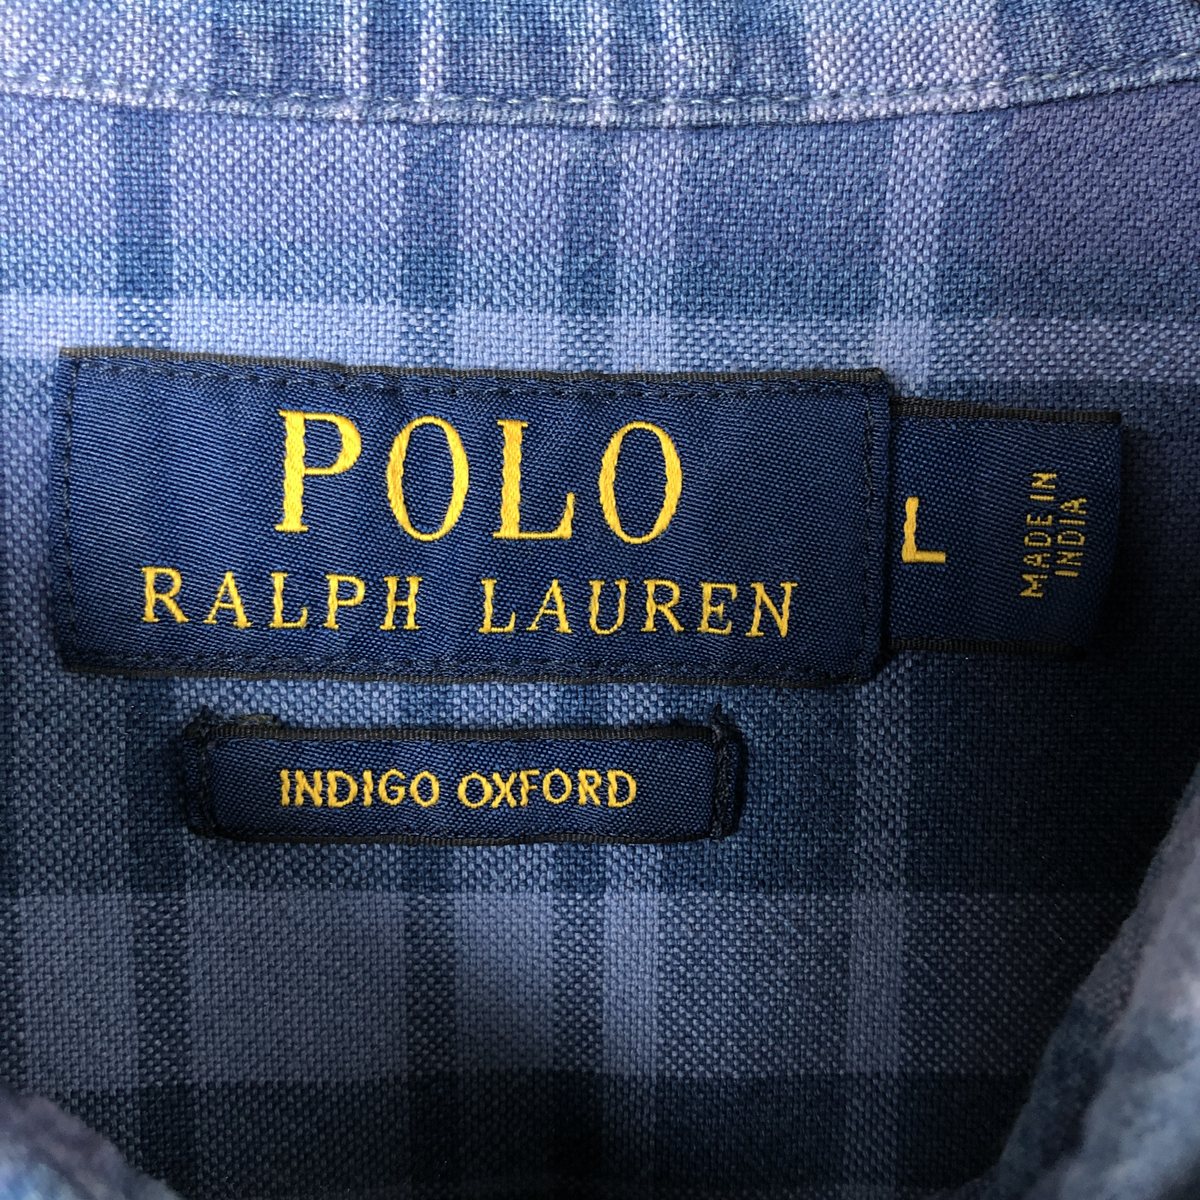 POLO
RALPH LAUREN
L
MADE IN
INDIA
INDIGO OXFORD